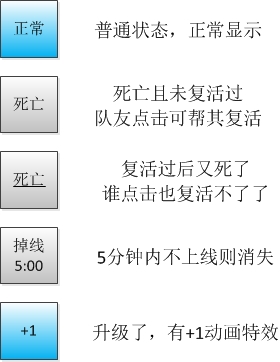 正常
普通状态，正常显示
死亡
死亡且未复活过
队友点击可帮其复活
死亡
复活过后又死了
谁点击也复活不了了
掉线
5:00
5分钟内不上线则消失
+1
升级了，有+1动画特效